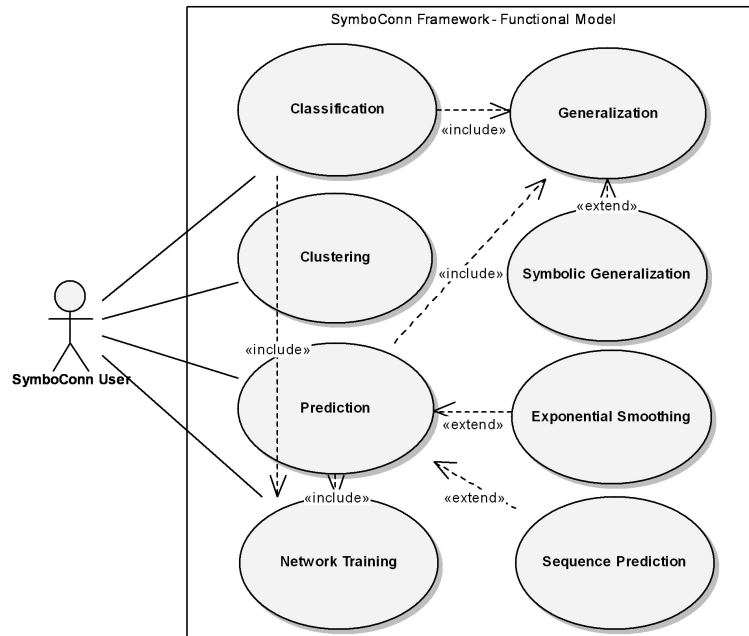 SymboConn Framework - Functional Model
Classification
Generalization
«include»
«extend»
Clustering
Symbolic Generalization
«include»
SymboConn User
«include»
Prediction
Exponential Smoothing
«extend»
«include»
«extend»
Network Training
Sequence Prediction